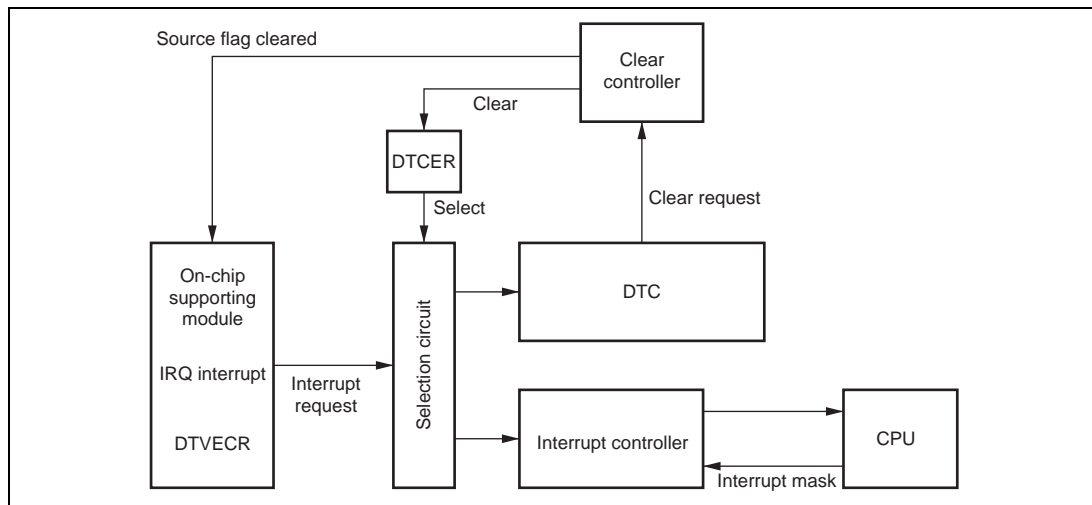 Source flag cleared
Clear
controller
Clear
DTCER
Clear request
Select
On-chip
supporting
module
DTC
Selection circuit
IRQ interrupt
Interrupt
request
DTVECR
Interrupt controller
CPU
Interrupt mask